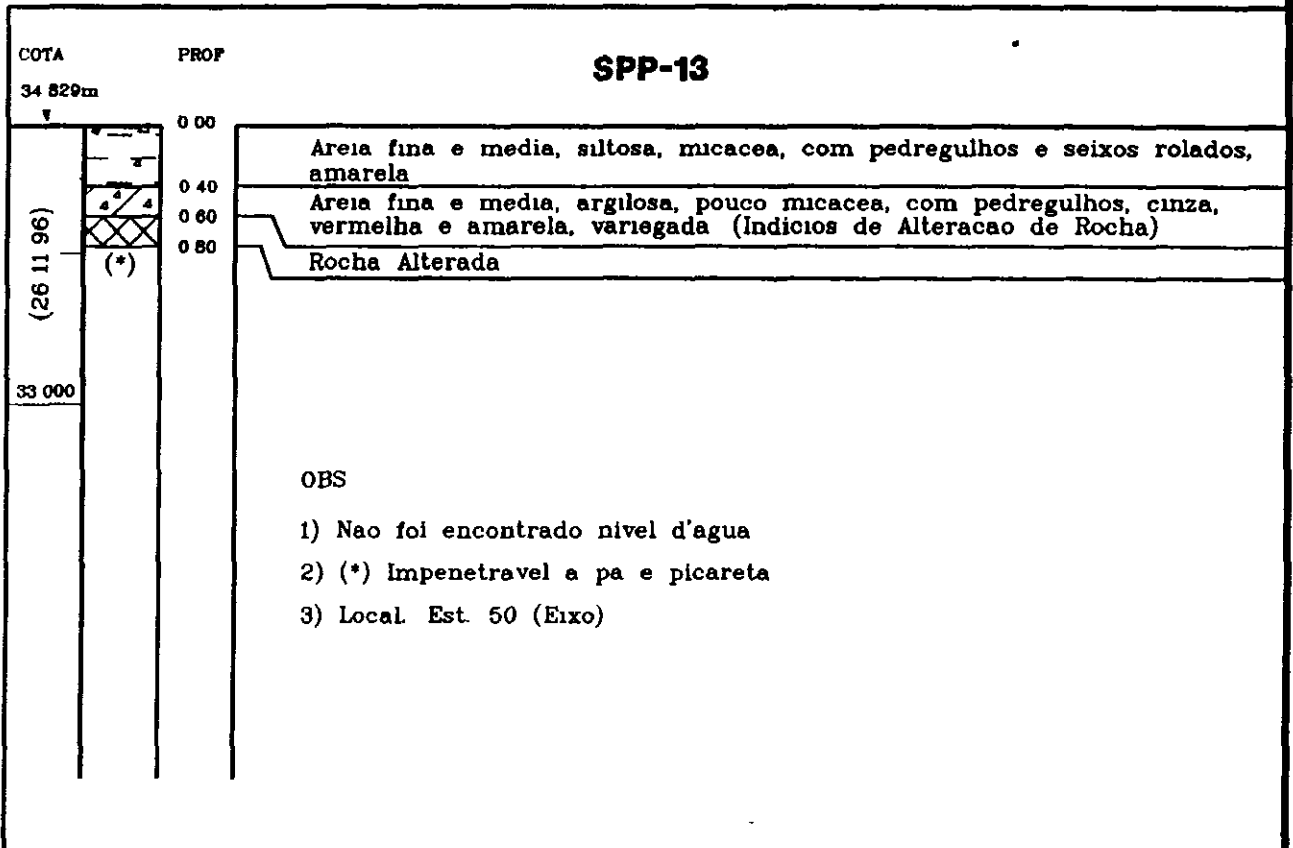 COTA
PROF
SPP-13
34 829m
0 00
Areia fina e media, siltosa, micacea, com pedregulhos e seixos rolados,
amarela
0 40
Areia fina e media, argilosa, pouco micacea, com pedregulhos, cinza,
0 60
vermelha e amarela, variegada (Indicios de Alteracao de Rocha)
0 80
Rocha Alterada
(*)
(26 11 96)
33 000
OBS
1) Nao foi encontrado nivel d'agua
2) (*) Impenetravel a pa e picareta
3) Local. Est. 50 (Eixo)